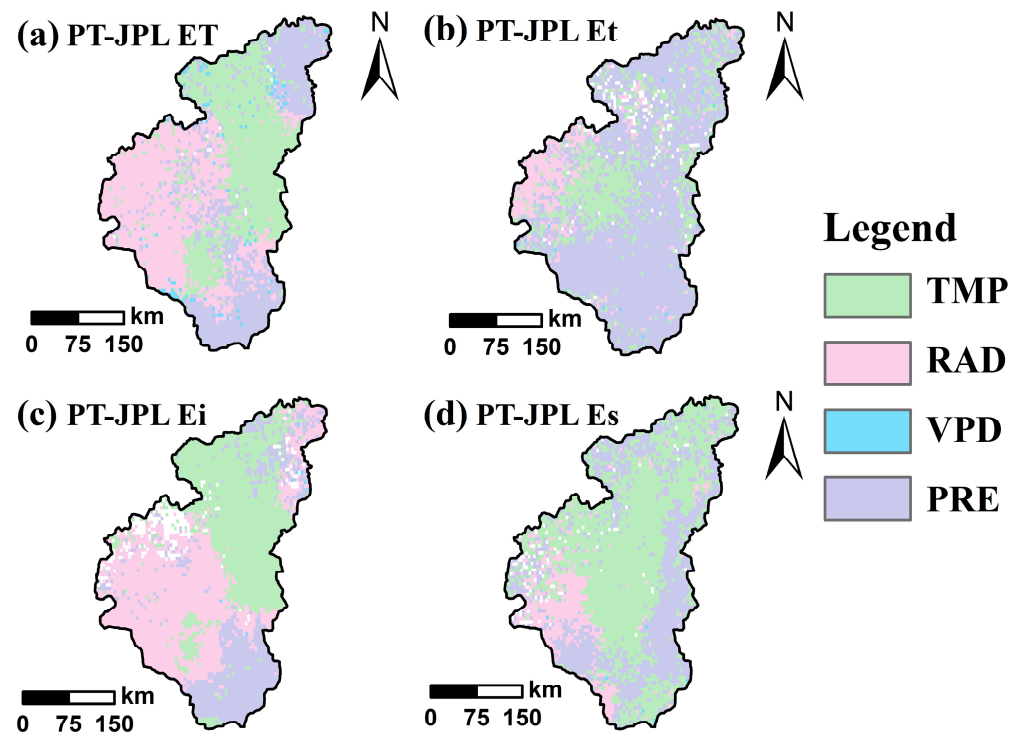 (a) PT-JPL ET
N
km
0 75 150
(b) PT-JPL Et
N
km
0 75 150
(c) PT-JPL Ei
km
0 75 150
(d) PT-JPL Es
N
km
0 75 150
Legend
TMP
RAD
VPD
PRE